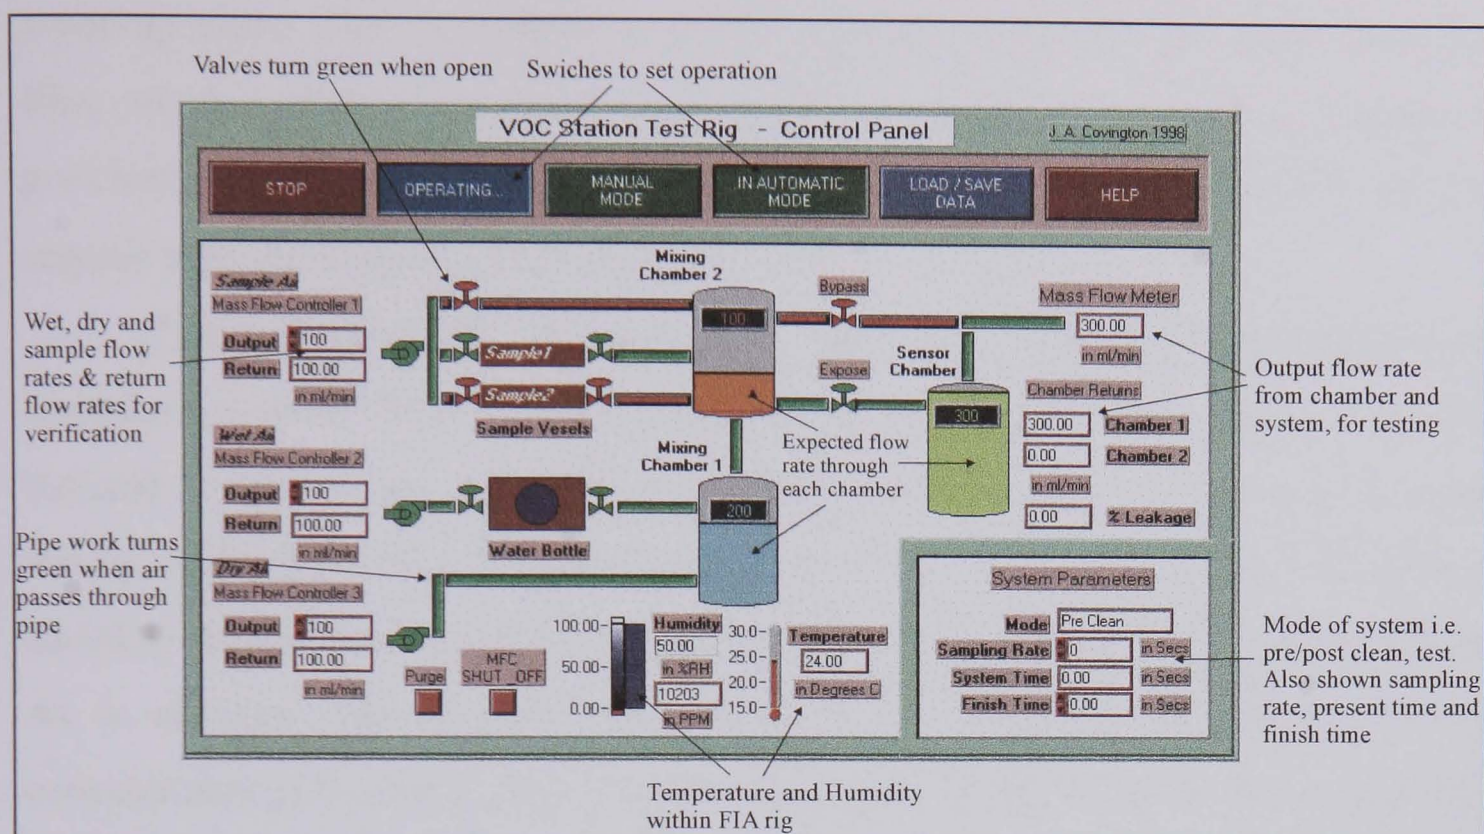 Valves turn green when open
Swiches to set operation
VOC Station Test Rig - Control Panel
J. A. Covington 1998
STOP
OPERATING...
MANUAL
MODE
IN AUTOMATIC
MODE
LOAD / SAVE
DATA
HELP
Wet, dry and
sample flow
rates & return
flow rates for
verification
Pipe work turns
green when air
passes through
pipe
Sample As
Mass Flow Controller 1
Output 100
Return 100.00
in ml/min
Wet As
Mass Flow Controller 2
Output 100
Return 100.00
in ml/min
Dry As
Mass Flow Controller 3
Output 100
Return 100.00
in ml/min
Mixing
Chamber 2
100
Sample1
Sample2
Sample Vesels
Bypass
Expose
Sensor
Chamber
300
Mixing
Chamber 1
200
Water Bottle
Expected flow
rate through
each chamber
Mass Flow Meter
300.00
in ml/min
Chamber Returns
300.00 Chamber 1
0.00 Chamber 2
in ml/min
0.00 % Leakage
Output flow rate
from chamber and
system, for testing
Purge
MFC
SHUT_OFF
100.00
50.00
0.00
Humidity
50.00
in %RH
10203
in PPM
30.0
25.0
20.0
15.0
Temperature
24.00
in Degrees C
System Parameters
Mode Pre Clean
Sampling Rate 0 in Secs
System Time 0.00 in Secs
Finish Time 0.00 in Secs
Mode of system i.e.
pre/post clean, test.
Also shown sampling
rate, present time and
finish time
Temperature and Humidity
within FIA rig